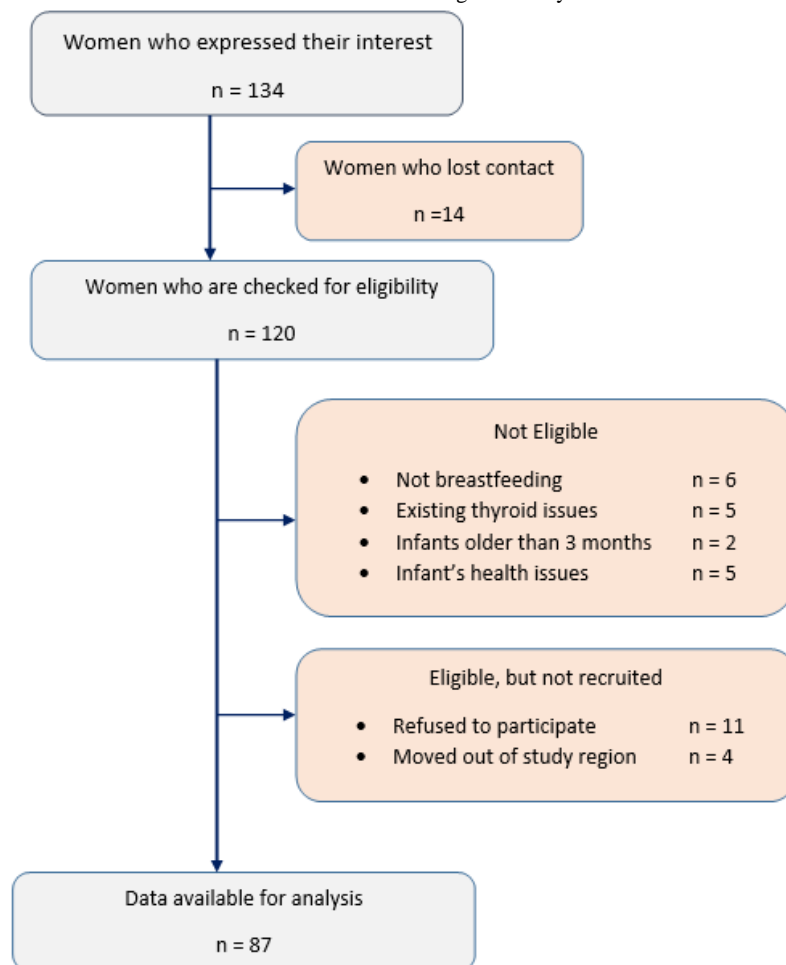 Women who expressed their interest
n = 134
Women who lost contact
n =14
Women who are checked for eligibility
n = 120
Not Eligible
• Not breastfeeding n = 6
• Existing thyroid issues n = 5
• Infants older than 3 months n = 2
• Infant’s health issues n = 5
Eligible, but not recruited
• Refused to participate n = 11
• Moved out of study region n = 4
Data available for analysis
n = 87